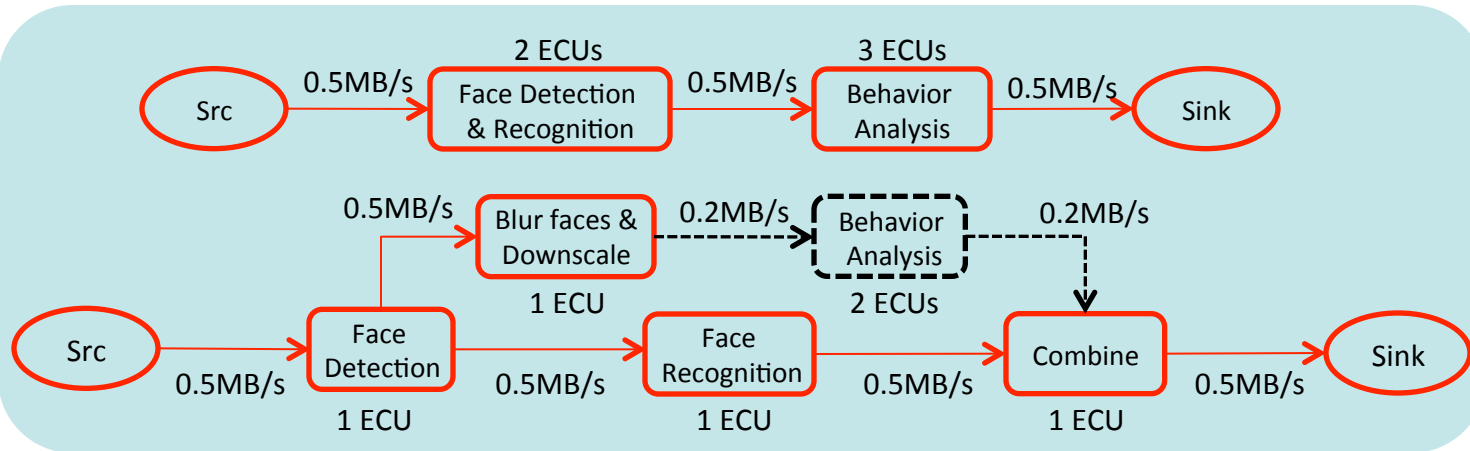 2 ECUs
3 ECUs
0.5MB/s
0.5MB/s
0.5MB/s
Src
Face Detection
& Recognition
Behavior
Analysis
Sink
0.5MB/s
Blur faces &
Downscale
0.2MB/s
Behavior
Analysis
0.2MB/s
1 ECU
2 ECUs
Src
Face
Detection
Face
Recognition
Combine
Sink
0.5MB/s
0.5MB/s
0.5MB/s
0.5MB/s
1 ECU
1 ECU
1 ECU